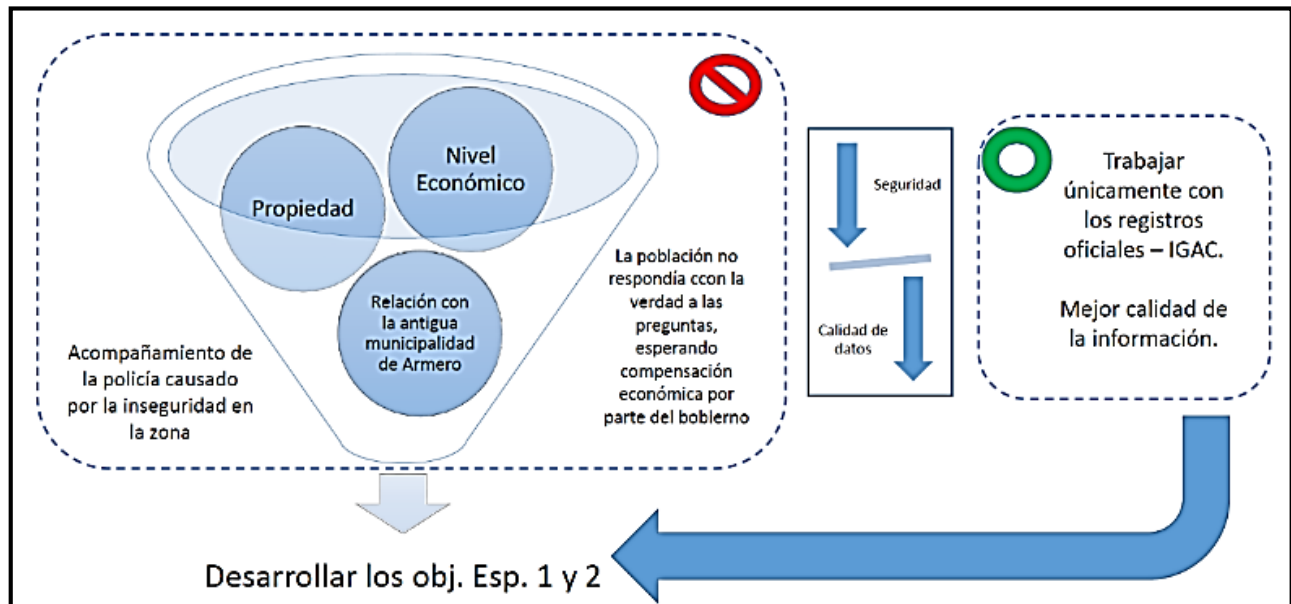 Nivel
Económico
Propiedad
Relación con
la antigua
municipalidad
de Armero
Acompañamiento de
la policía causado
por la inseguridad en
la zona
La población no
respondía ccon la
verdad a las
preguntas,
esperando
compensación
económica por
parte del bobierno
Seguridad
Calidad de
datos
Trabajar
únicamente con
los registros
oficiales – IGAC.
Mejor calidad de
la información.
Desarrollar los obj. Esp. 1 y 2